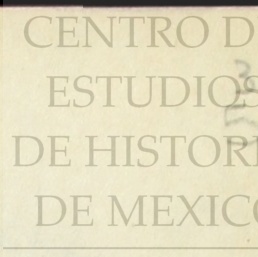 CENTRO D
ESTUDIOS
DE HISTORI
DE MEXICO